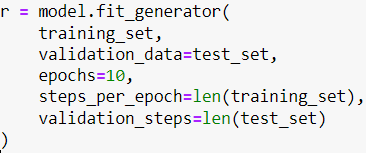 r = model.fit_generator(
    training_set,
    validation_data=test_set,
    epochs=10,
    steps_per_epoch=len(training_set),
    validation_steps=len(test_set)
)